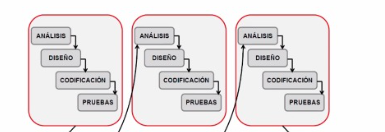 ANÁLISIS
DISEÑO
CODIFICACIÓN
PRUEBAS
ANÁLISIS
DISEÑO
CODIFICACIÓN
PRUEBAS
ANÁLISIS
DISEÑO
CODIFICACIÓN
PRUEBAS